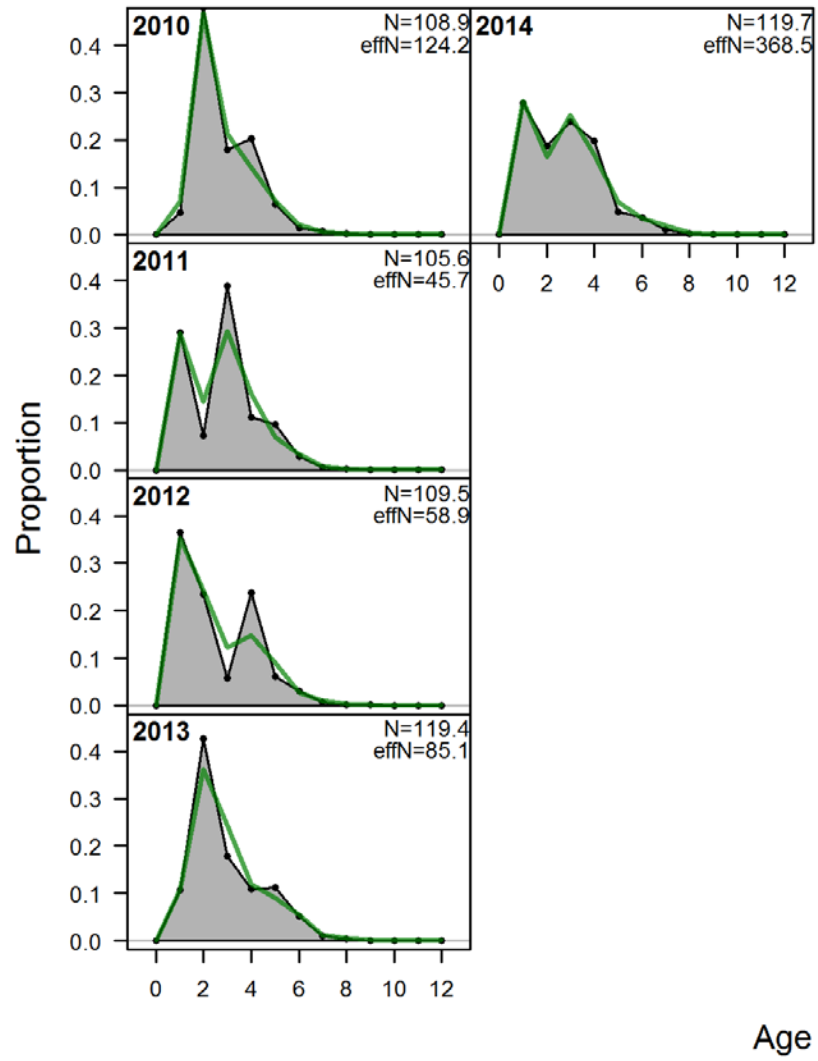 2010
N=108.9
effN=124.2
0.4
0.3
0.2
0.1
0.0
2014
N=119.7
effN=368.5
0 2 4 6 8 10 12
2011
N=105.6
effN=45.7
0.4
0.3
0.2
0.1
0.0
2012
N=109.5
effN=58.9
0.4
0.3
0.2
0.1
0.0
2013
N=119.4
effN=85.1
0.4
0.3
0.2
0.1
0.0
0 2 4 6 8 10 12
Proportion
Age